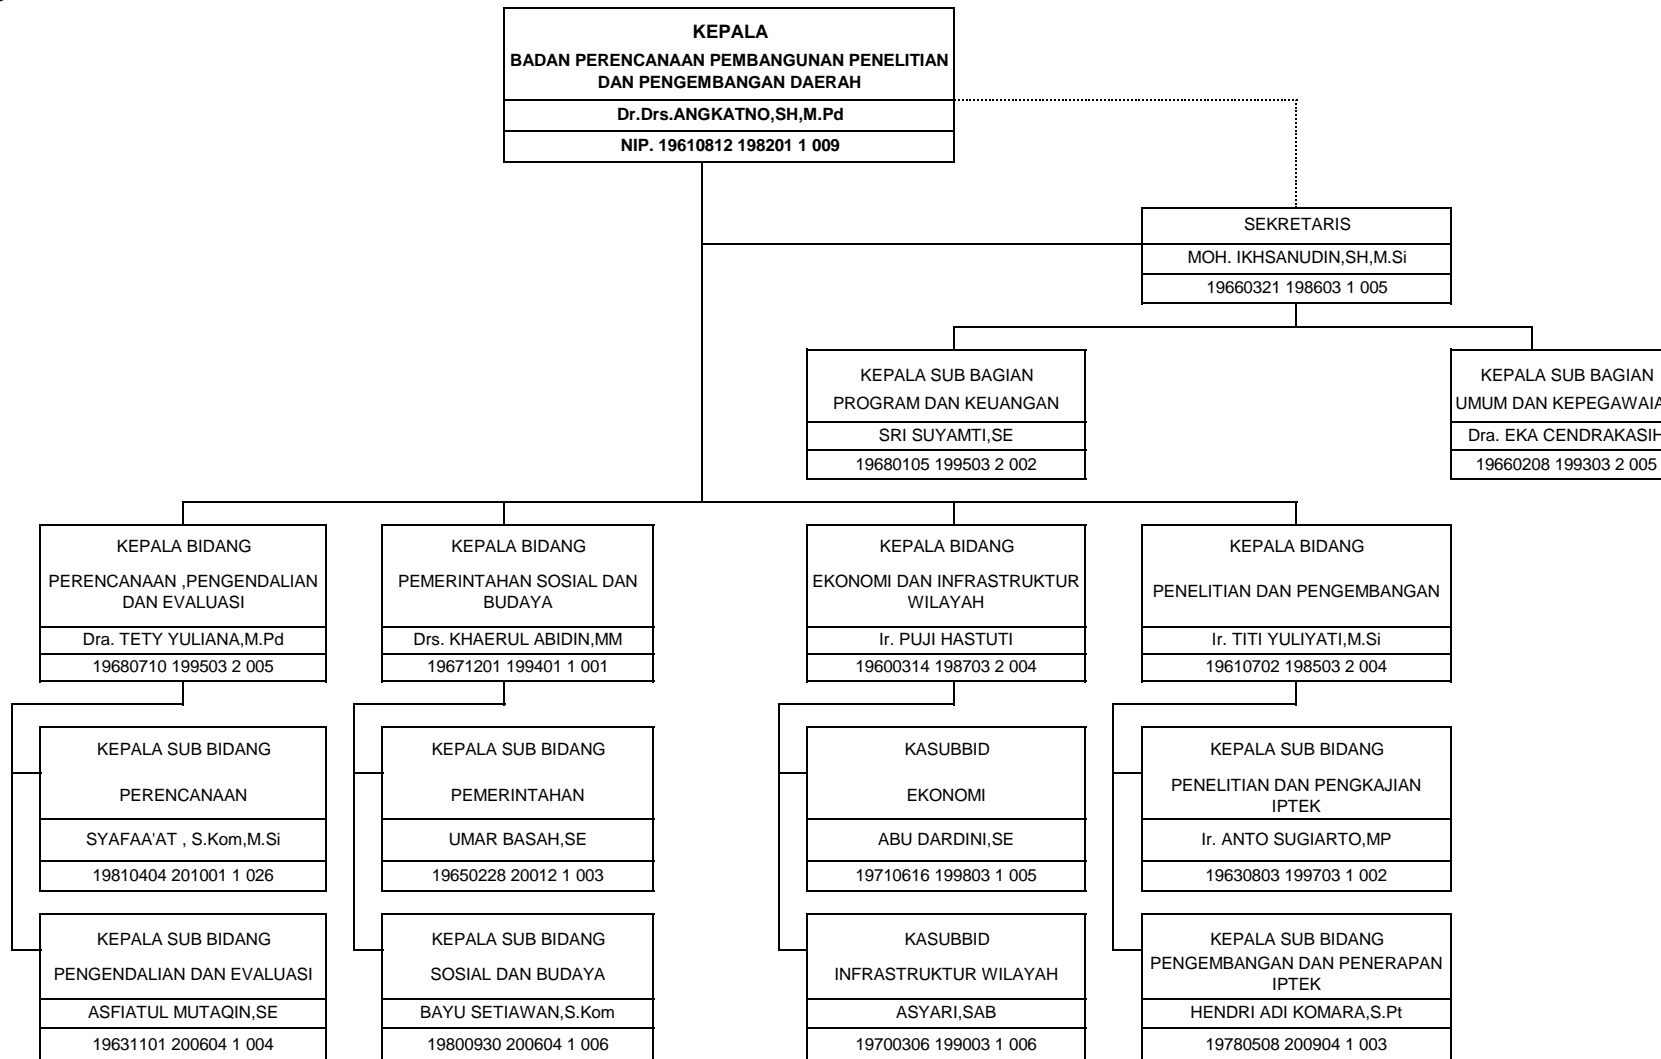 KEPALA
BADAN PERENCANAAN PEMBANGUNAN PENELITIAN
DAN PENGEMBANGAN DAERAH
Dr.Drs.ANGKATNO,SH,M.Pd
NIP. 19610812 198201 1 009
SEKRETARIS
MOH. IKHSANUDIN,SH,M.Si
19660321 198603 1 005
KEPALA SUB BAGIAN
PROGRAM DAN KEUANGAN
SRI SUYAMTI,SE
19680105 199503 2 002
KEPALA SUB BAGIAN
UMUM DAN KEPEGAWAIA
Dra. EKA CENDRAKASIH
19660208 199303 2 005
KEPALA BIDANG
PERENCANAAN ,PENGENDALIAN
DAN EVALUASI
Dra. TETY YULIANA,M.Pd
19680710 199503 2 005
KEPALA BIDANG
PEMERINTAHAN SOSIAL DAN
BUDAYA
Drs. KHAERUL ABIDIN,MM
19671201 199401 1 001
KEPALA BIDANG
EKONOMI DAN INFRASTRUKTUR
WILAYAH
Ir. PUJI HASTUTI
19600314 198703 2 004
KEPALA BIDANG
PENELITIAN DAN PENGEMBANGAN
Ir. TITI YULIYATI,M.Si
19610702 198503 2 004
KEPALA SUB BIDANG
PERENCANAAN
SYAFAA'AT , S.Kom,M.Si
19810404 201001 1 026
KEPALA SUB BIDANG
PEMERINTAHAN
UMAR BASAH,SE
19650228 20012 1 003
KASUBBID
EKONOMI
ABU DARDINI,SE
19710616 199803 1 005
KEPALA SUB BIDANG
PENELITIAN DAN PENGKAJIAN
IPTEK
Ir. ANTO SUGIARTO,MP
19630803 199703 1 002
KEPALA SUB BIDANG
PENGENDALIAN DAN EVALUASI
ASFIATUL MUTAQIN,SE
19631101 200604 1 004
KEPALA SUB BIDANG
SOSIAL DAN BUDAYA
BAYU SETIAWAN,S.Kom
19800930 200604 1 006
KASUBBID
INFRASTRUKTUR WILAYAH
ASYARI,SAB
19700306 199003 1 006
KEPALA SUB BIDANG
PENGEMBANGAN DAN PENERAPAN
IPTEK
HENDRI ADI KOMARA,S.Pt
19780508 200904 1 003